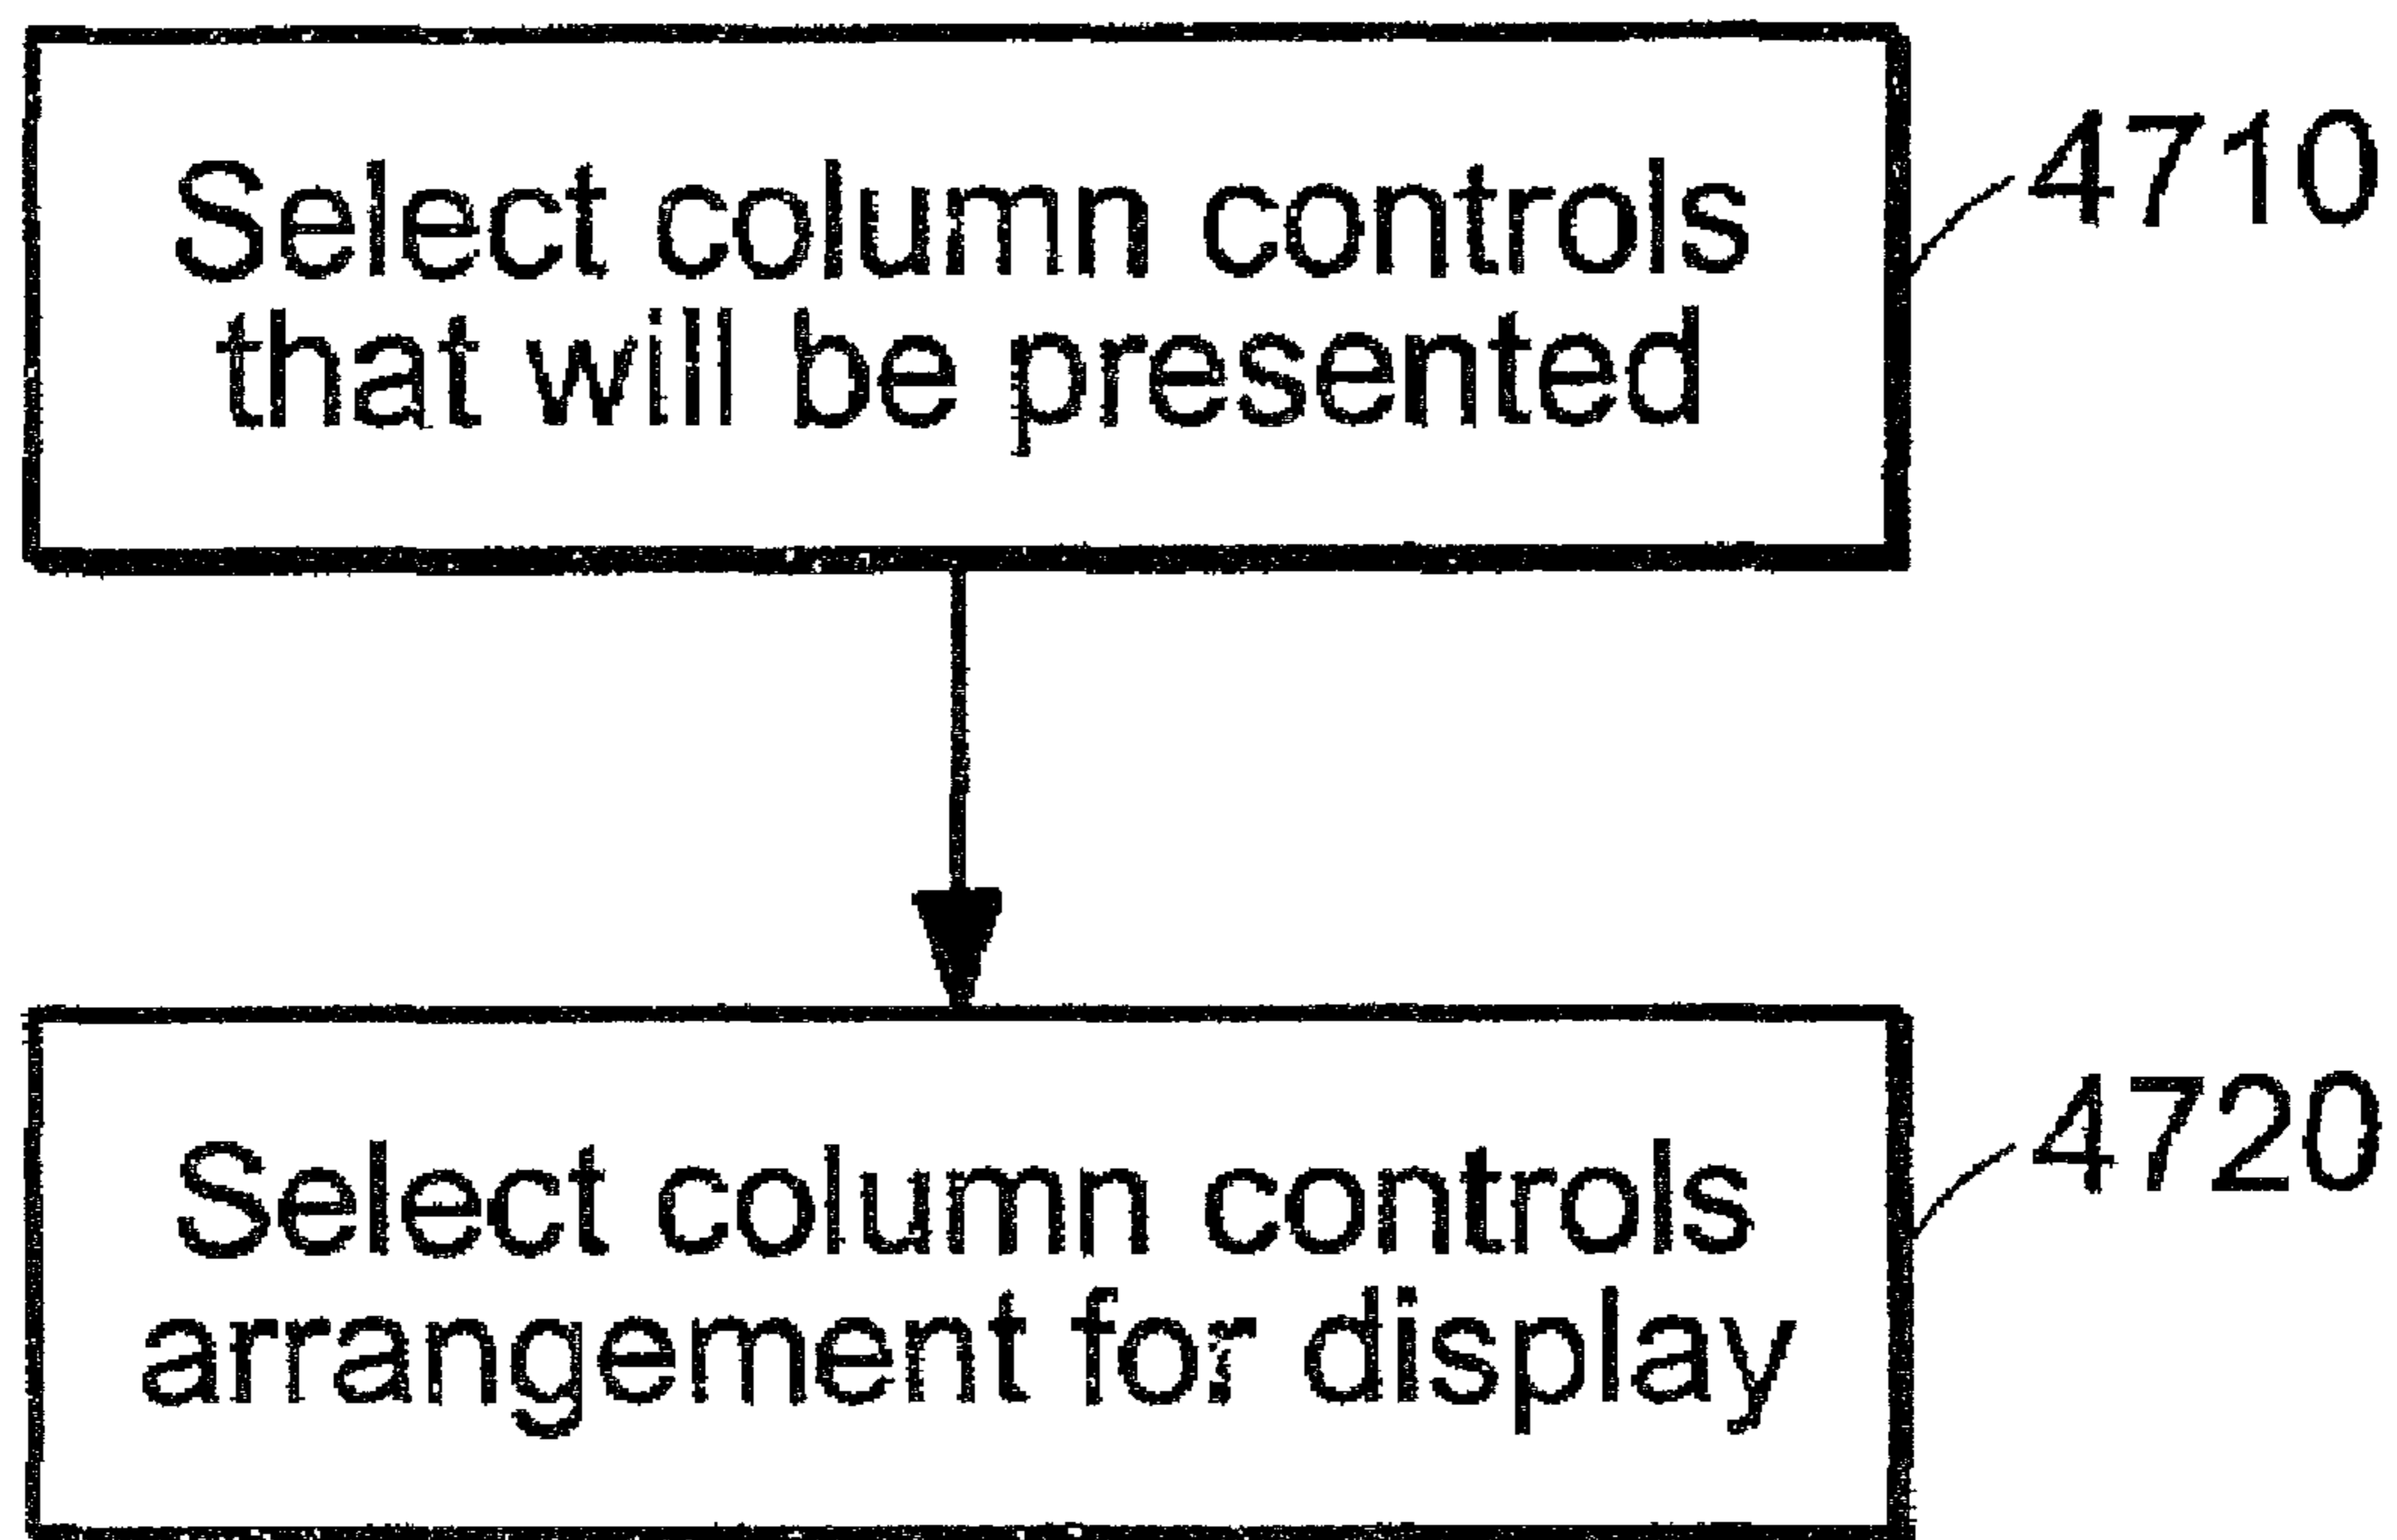 Select column controls
that will be presented
4710
Select column controls
arrangement for display
4720